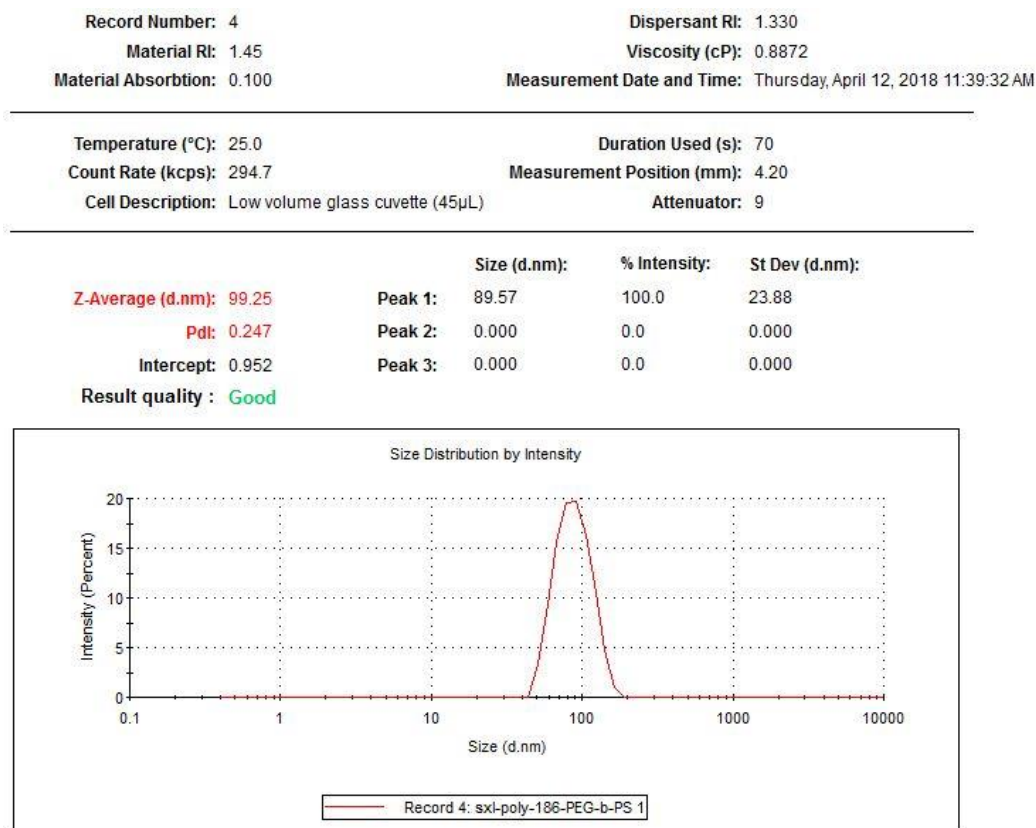 Record Number: 4 Dispersant RI: 1.330
Material RI: 1.45 Viscosity (cP): 0.8872
Material Absorbtion: 0.100 Measurement Date and Time: Thursday, April 12, 2018 11:39:32 AM
Temperature (°C): 25.0 Duration Used (s): 70
Count Rate (kcps): 294.7 Measurement Position (mm): 4.20
Cell Description: Low volume glass cuvette (45µL) Attenuator: 9
Size (d.nm): % Intensity: St Dev (d.nm):
Z-Average (d.nm): 99.25 Peak 1: 89.57 100.0 23.88
PdI: 0.247 Peak 2: 0.000 0.0 0.000
Intercept: 0.952 Peak 3: 0.000 0.0 0.000
Result quality : Good
Size Distribution by Intensity
Intensity (Percent)
20
15
10
5
0
0.1 1 10 100 1000 10000
Size (d.nm)
Record 4: sxl-poly-186-PEG-b-PS 1